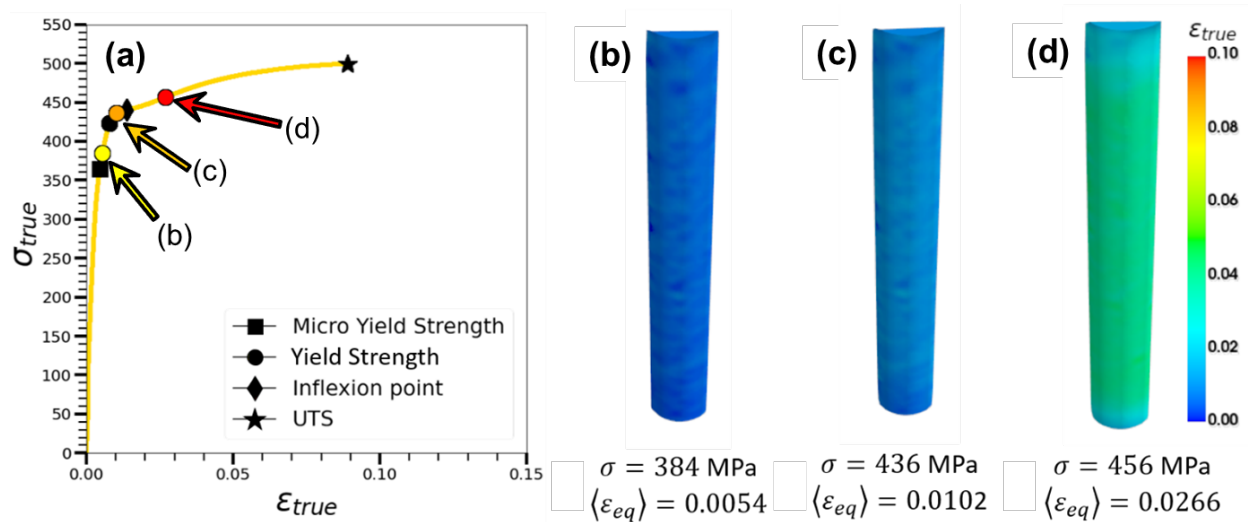 (a)
550
500
450
400
350
300
250
200
150
100
50
0
σtrue
0.00
0.05
0.10
0.15
εtrue
(b)
(c)
(d)
Micro Yield Strength
Yield Strength
Inflexion point
UTS
(b)
σ = 384 MPa
⟨εeq⟩ = 0.0054
(c)
σ = 436 MPa
⟨εeq⟩ = 0.0102
(d)
σ = 456 MPa
⟨εeq⟩ = 0.0266
εtrue
0.10
0.08
0.06
0.04
0.02
0.00